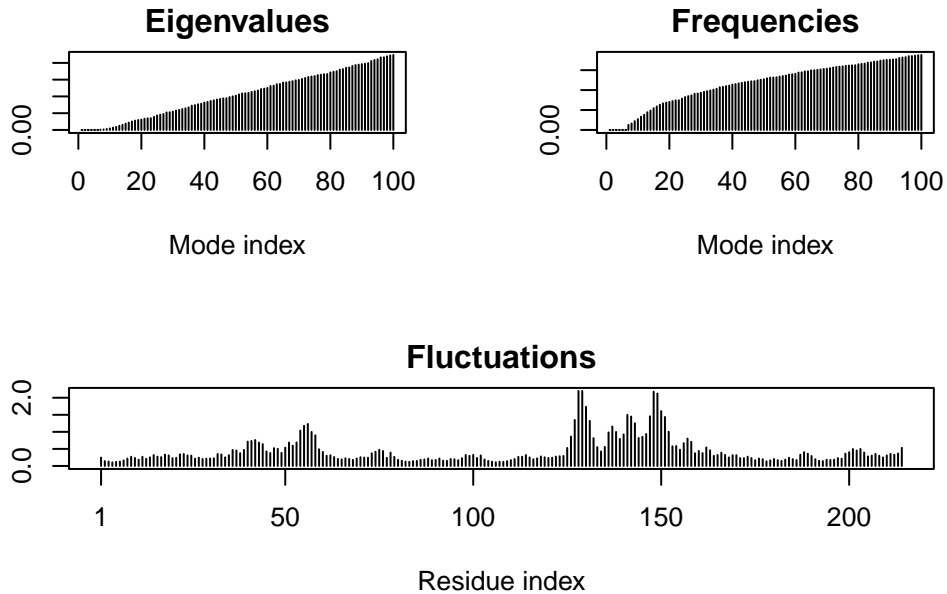 Eigenvalues
0.00
0 20 40 60 80 100
Mode index
Frequencies
0.00
0 20 40 60 80 100
Mode index
Fluctuations
2.0
0.0
1 50 100 150 200
Residue index